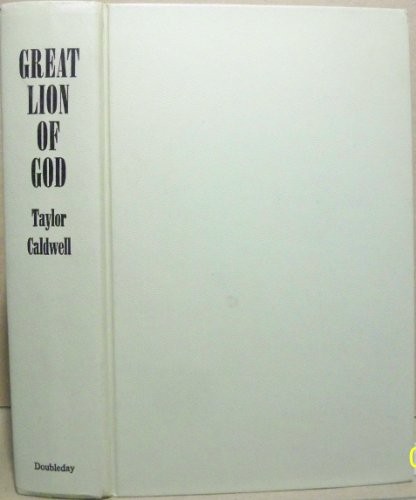 GREAT
LION
OF
GOD
Taylor
Caldwell
Doubleday